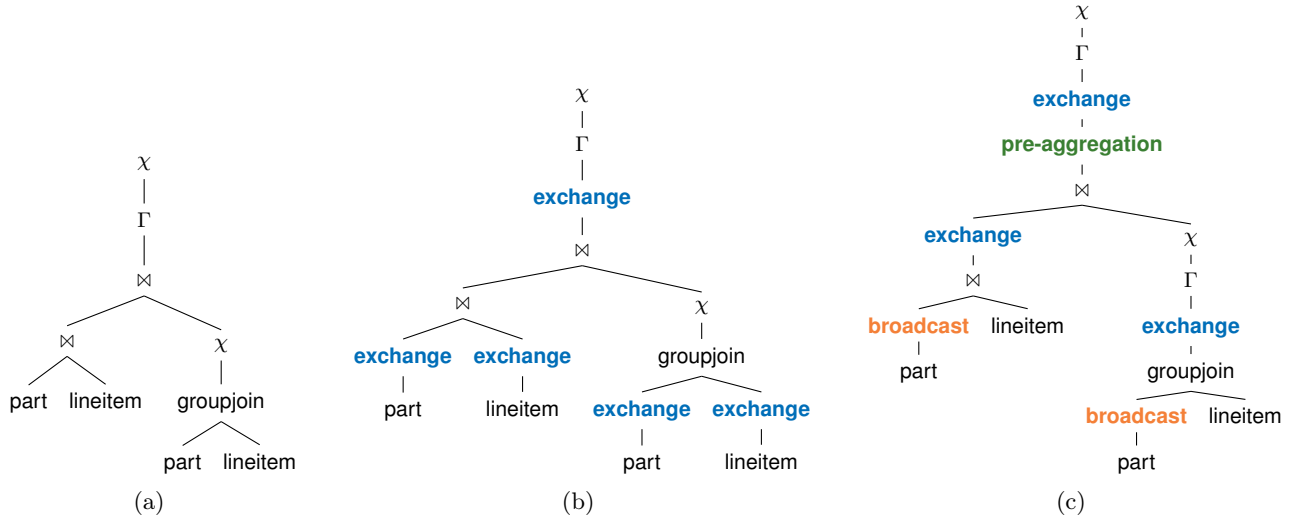 χ
Γ
⋈
⋈
χ
part lineitem
groupjoin
part lineitem
(a)
χ
Γ
exchange
⋈
⋈
χ
exchange exchange
groupjoin
part
lineitem
exchange exchange
part
lineitem
(b)
χ
Γ
exchange
pre-aggregation
⋈
exchange
χ
⋈
Γ
broadcast lineitem
exchange
part
groupjoin
broadcast lineitem
part
(c)